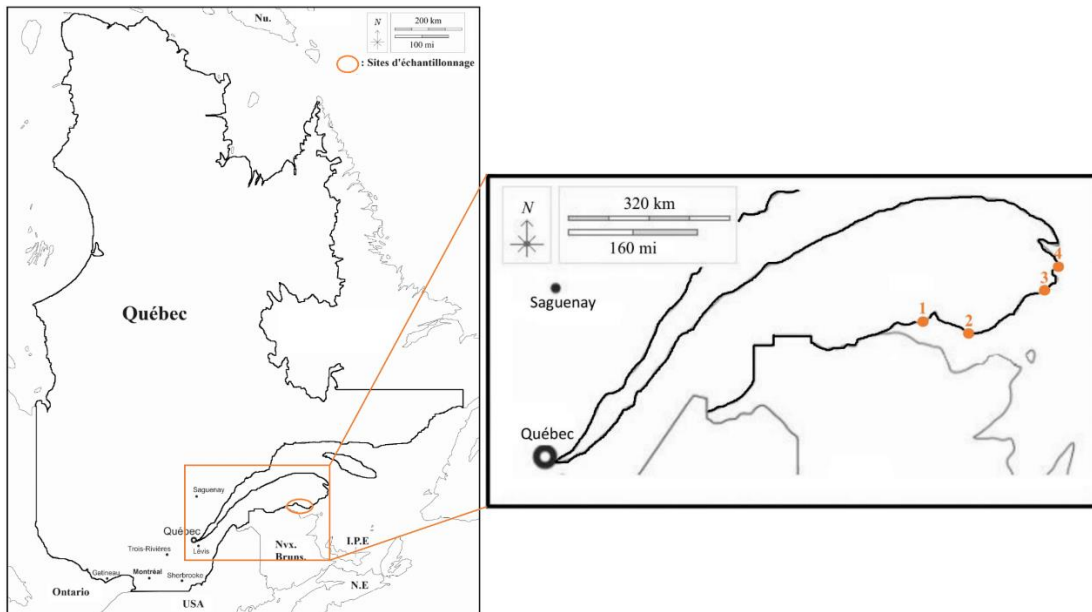 Nu.
N
200 km
100 mi
: Sites d'échantillonnage
Québec
Saguenay
Québec
Lévis
Trois-Rivières
Gatineau
Montréal
Sherbrooke
Ontario
USA
Nvx.
Bruns.
I.P.E
N.E
N
320 km
160 mi
Saguenay
Québec
1
2
3
4